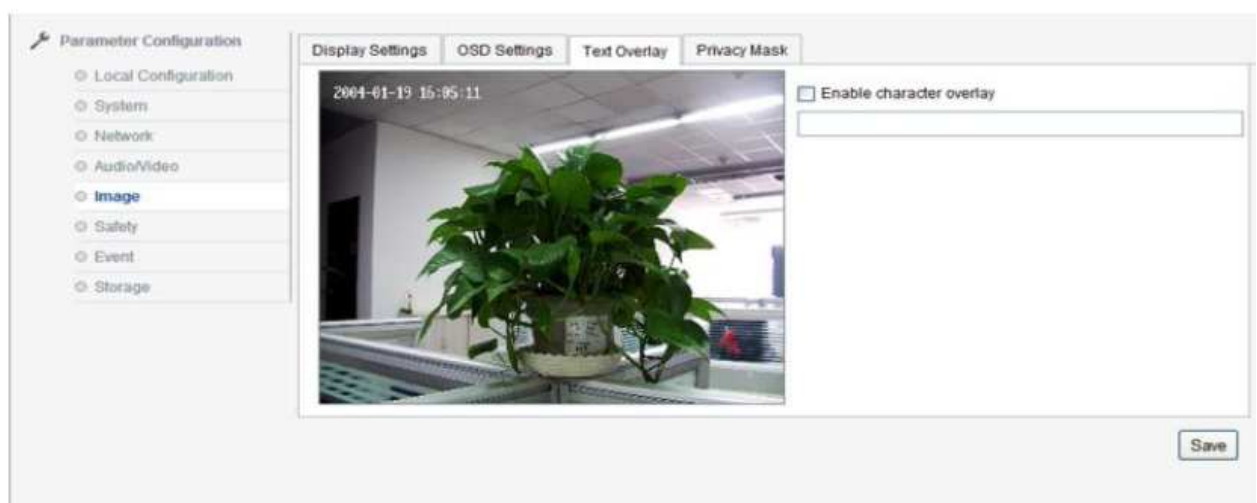 Parameter Configuration
Local Configuration
System
Network
Audio/Video
Image
Safety
Event
Storage
Display Settings
OSD Settings
Text Overlay
Privacy Mask
2004-01-19 16:05:11
Enable character overlay
Save